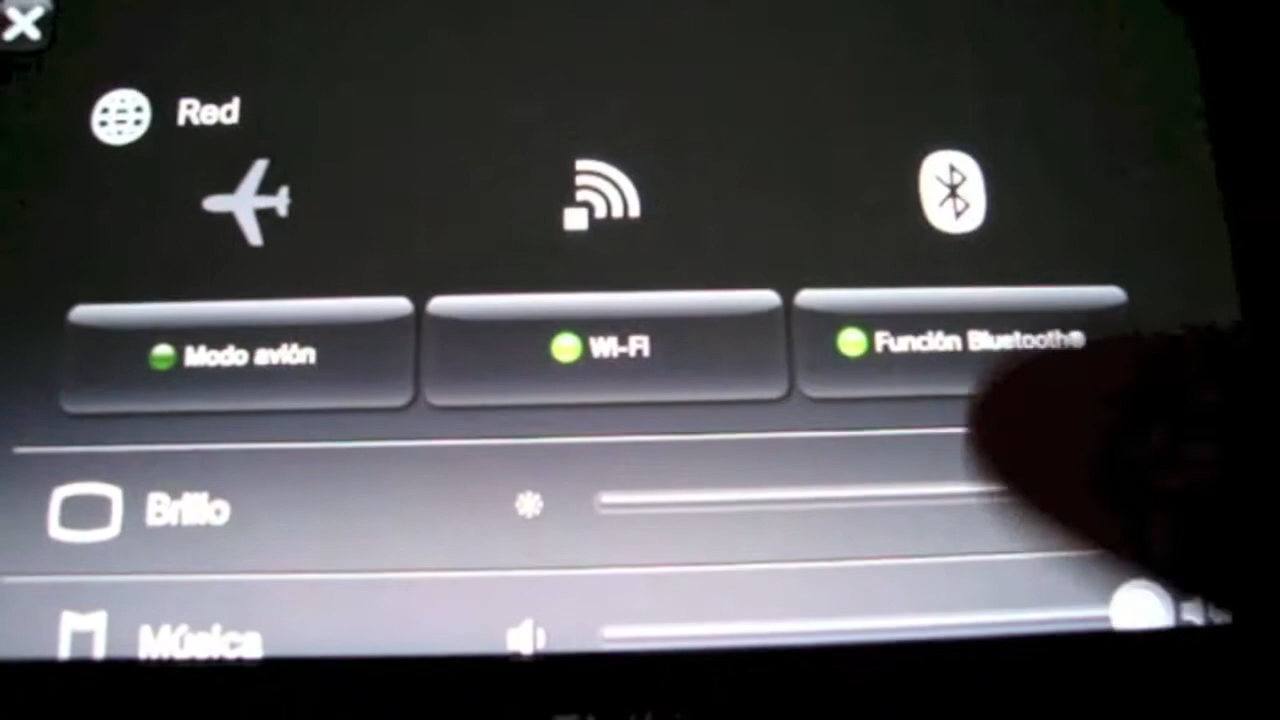 Red
Modo avión
Wi-Fi
Función Bluetooth®
Brillo
Música